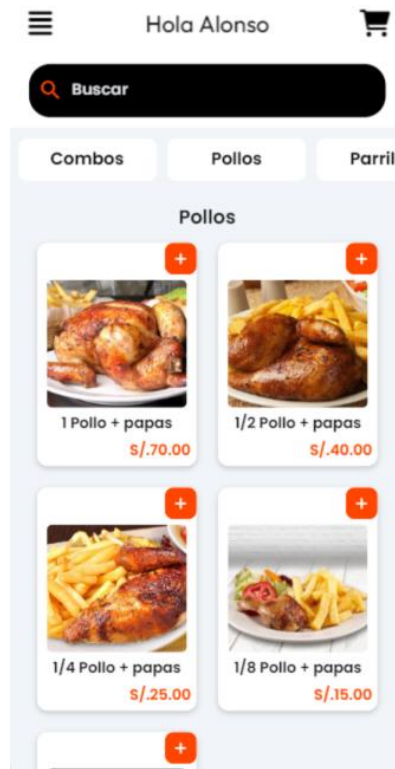 Hola Alonso
Buscar
Combos Pollos Parril
Pollos
+ +
1 Pollo + papas 1/2 Pollo + papas
S/.70.00 S/.40.00
+ +
1/4 Pollo + papas 1/8 Pollo + papas
S/.25.00 S/.15.00
+